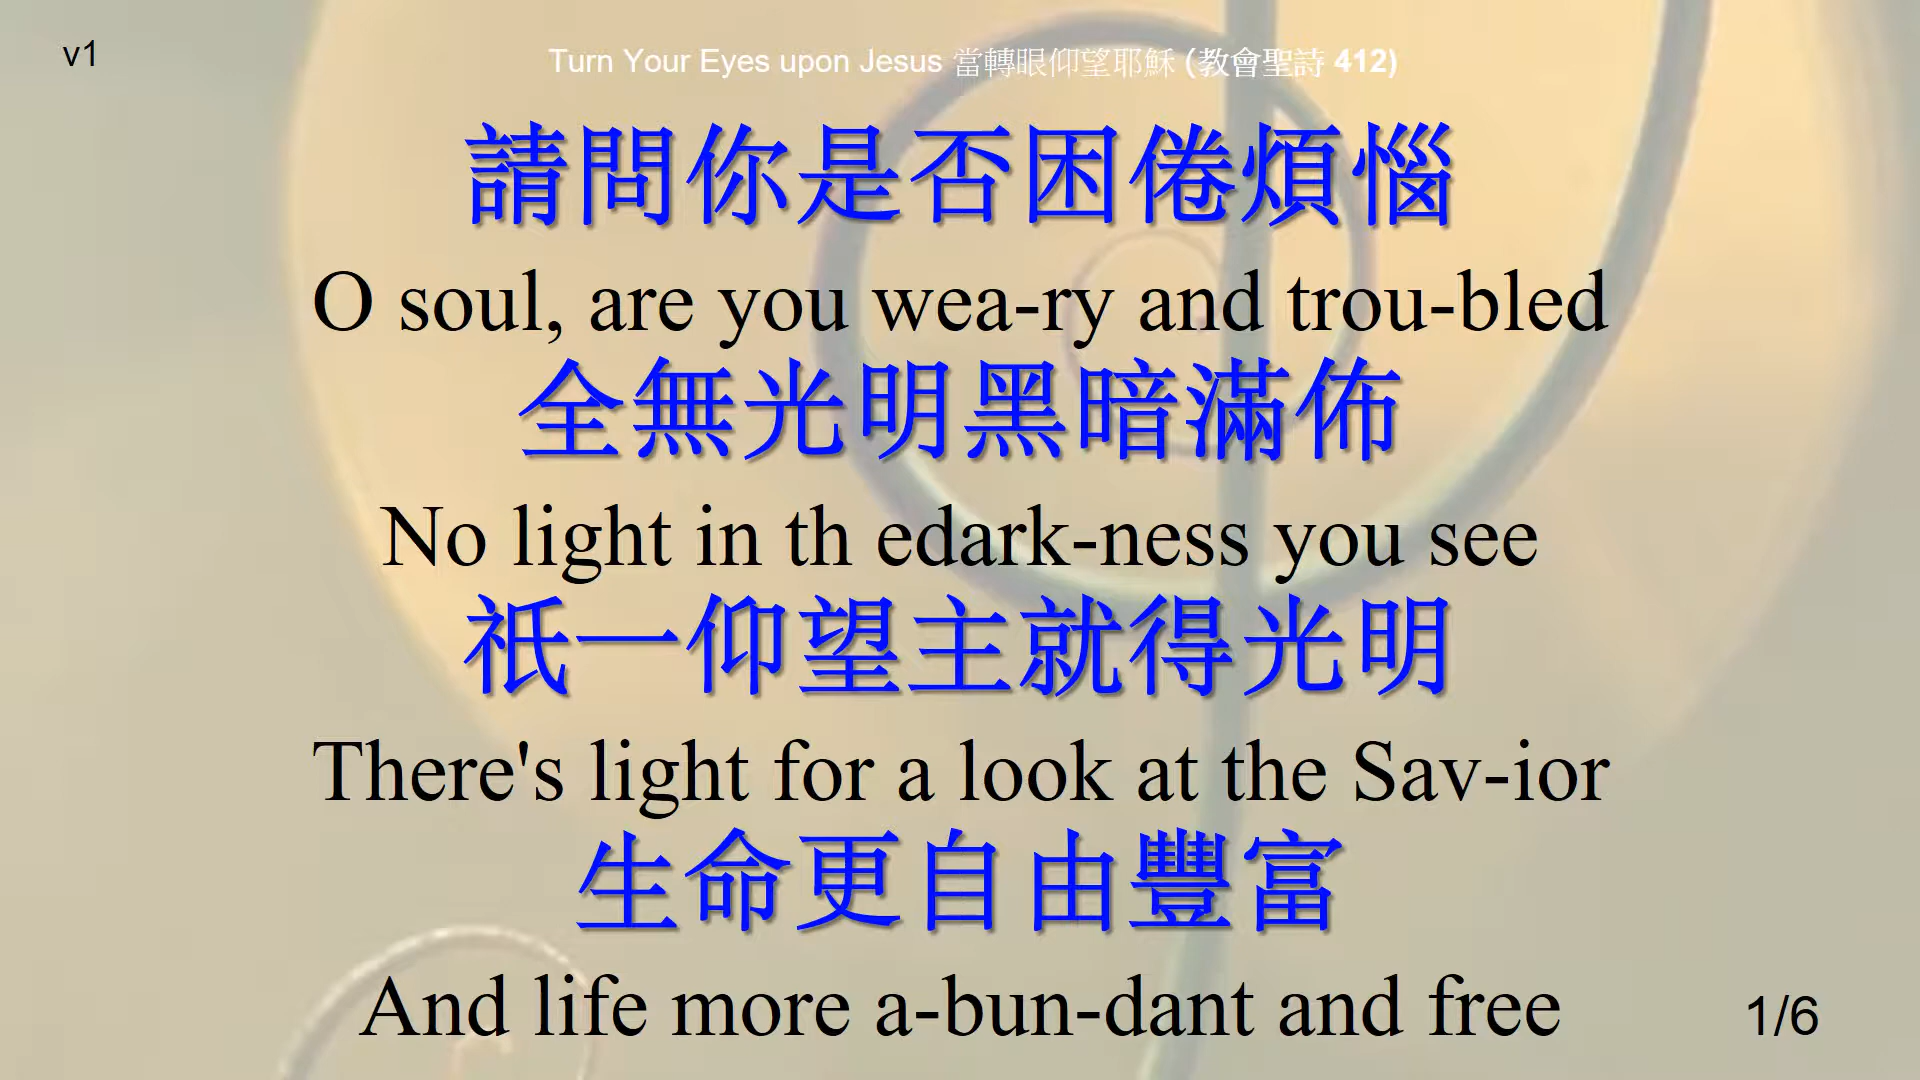 v1
Turn Your Eyes upon Jesus 當轉眼仰望耶穌 (教會聖詩 412)
請問你是否困倦煩惱
O soul, are you wea-ry and trou-bled
全無光明黑暗滿佈
No light in th edark-ness you see
祇一仰望主就得光明
There's light for a look at the Sav-ior
生命更自由豐富
And life more a-bun-dant and free
1/6